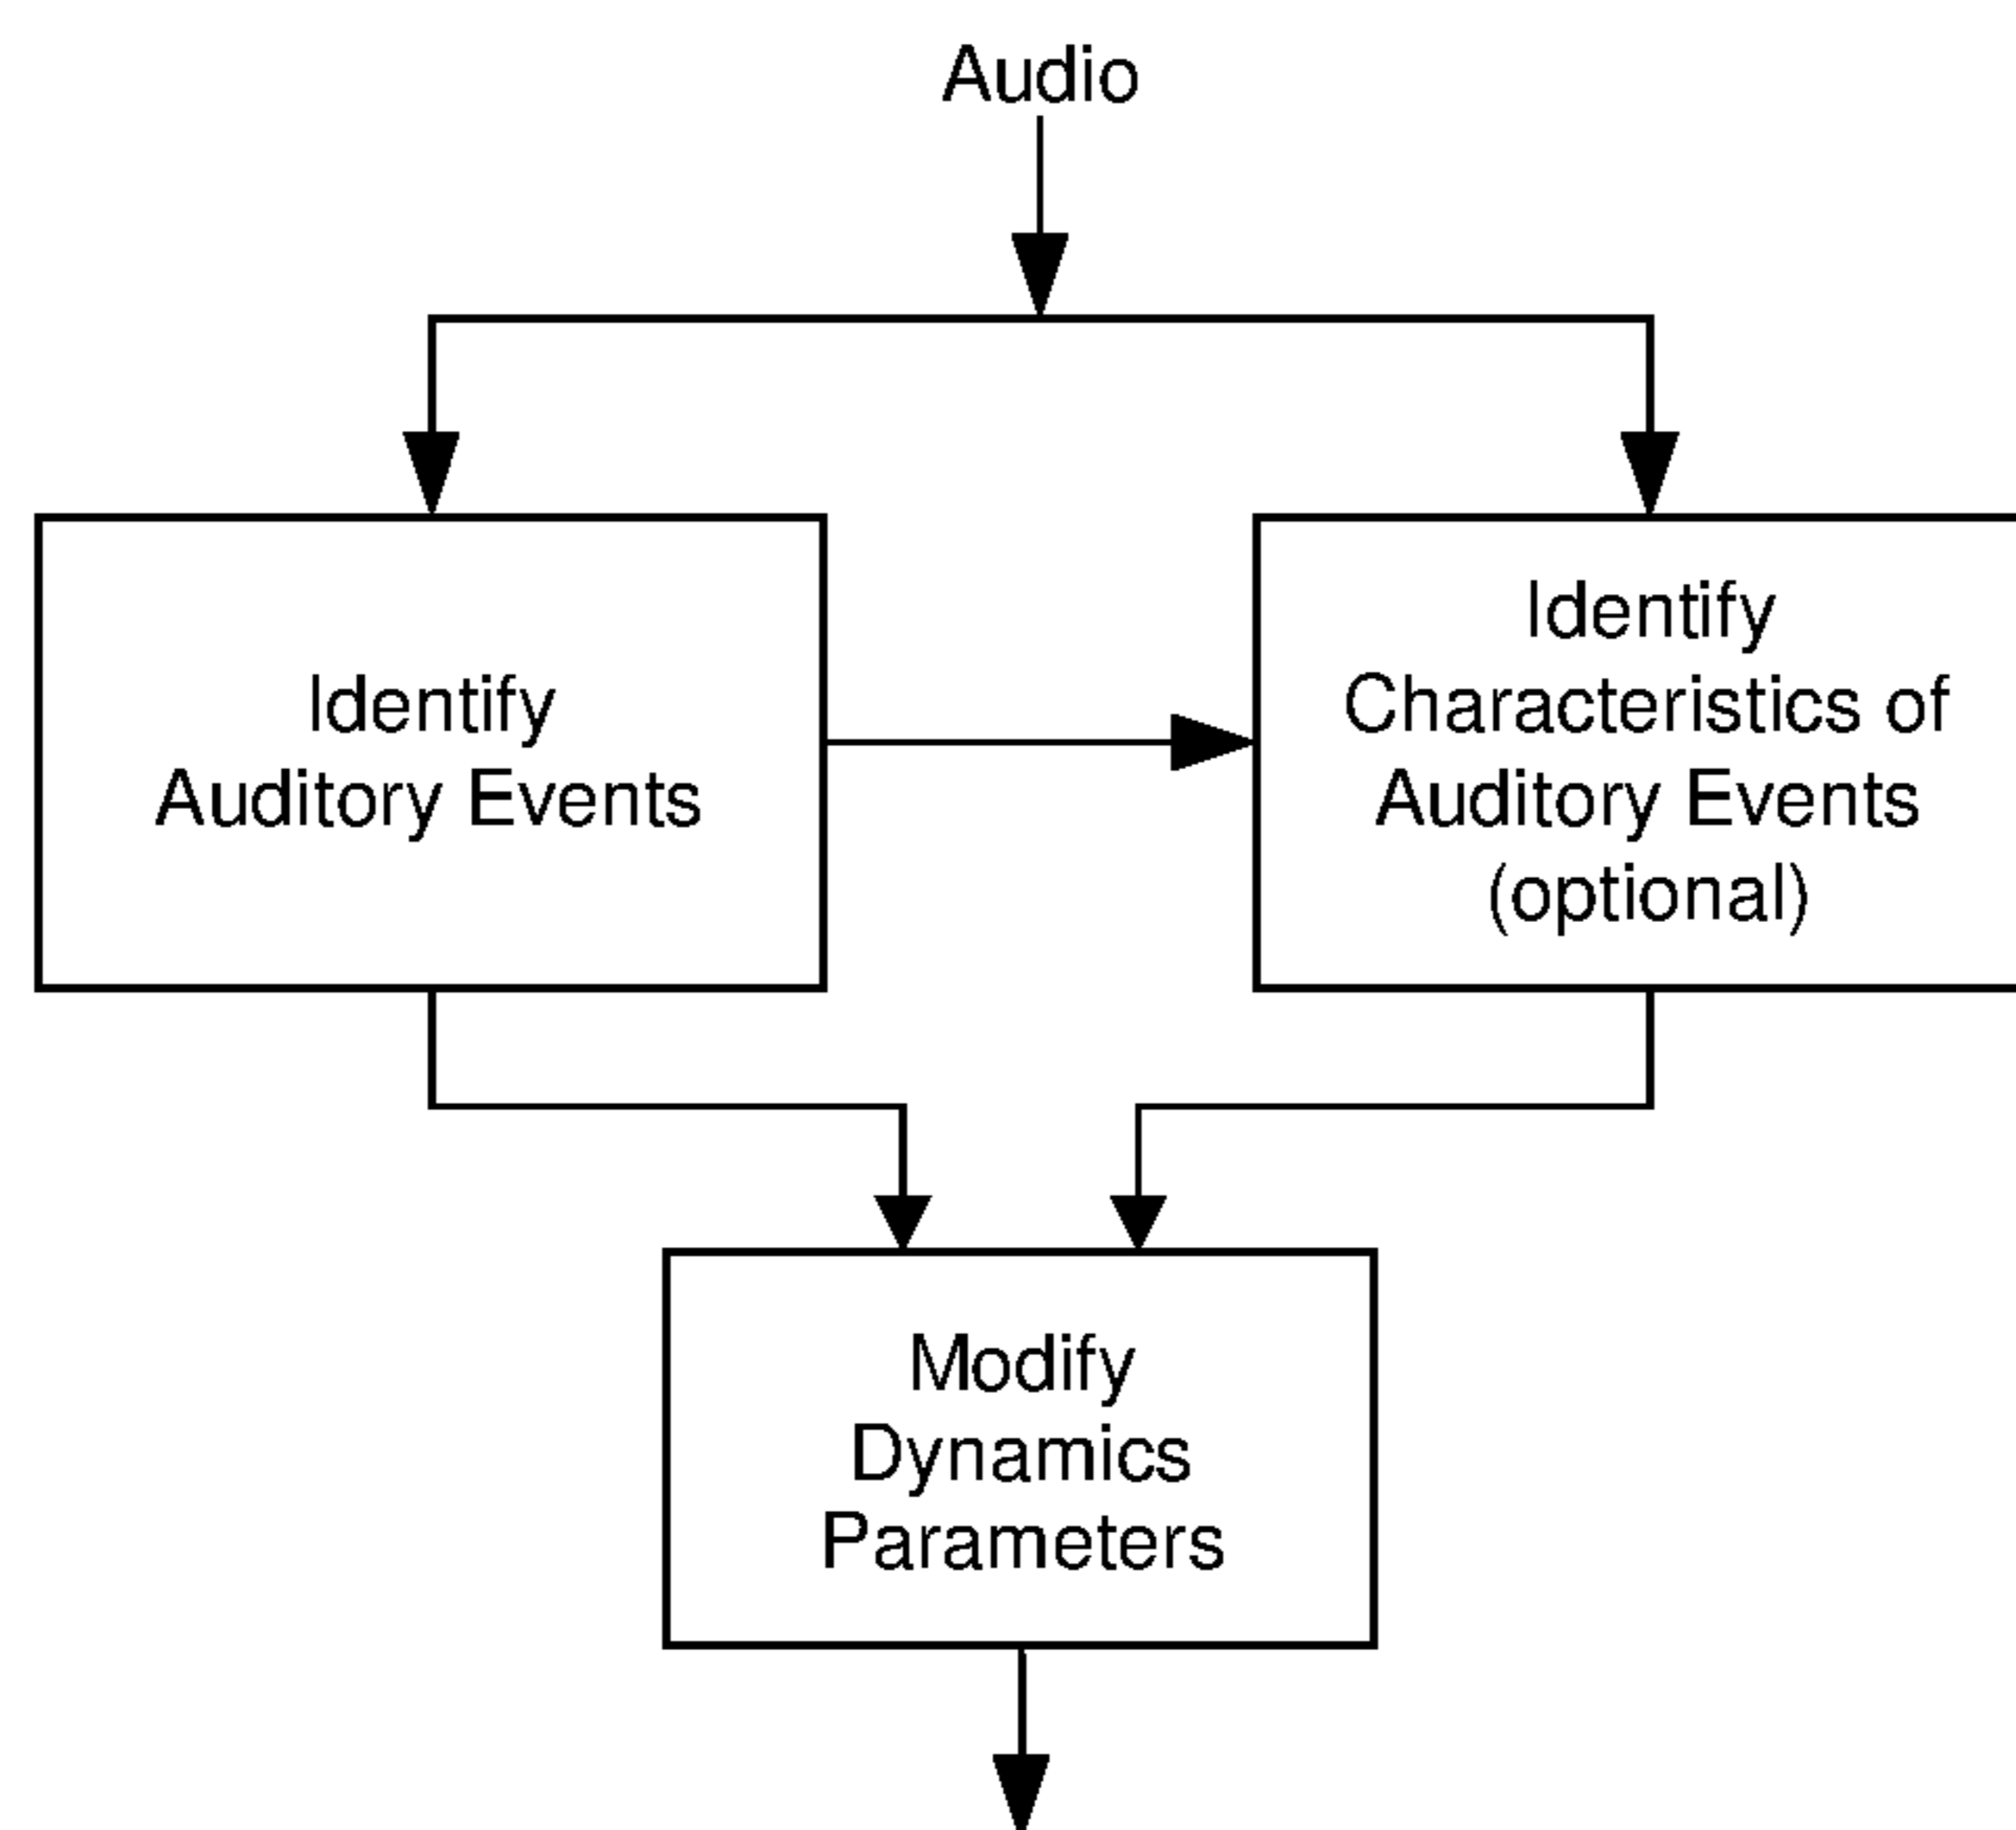 Audio
Identify
Auditory Events
Identify
Characteristics of
Auditory Events
(optional)
Modify
Dynamics
Parameters